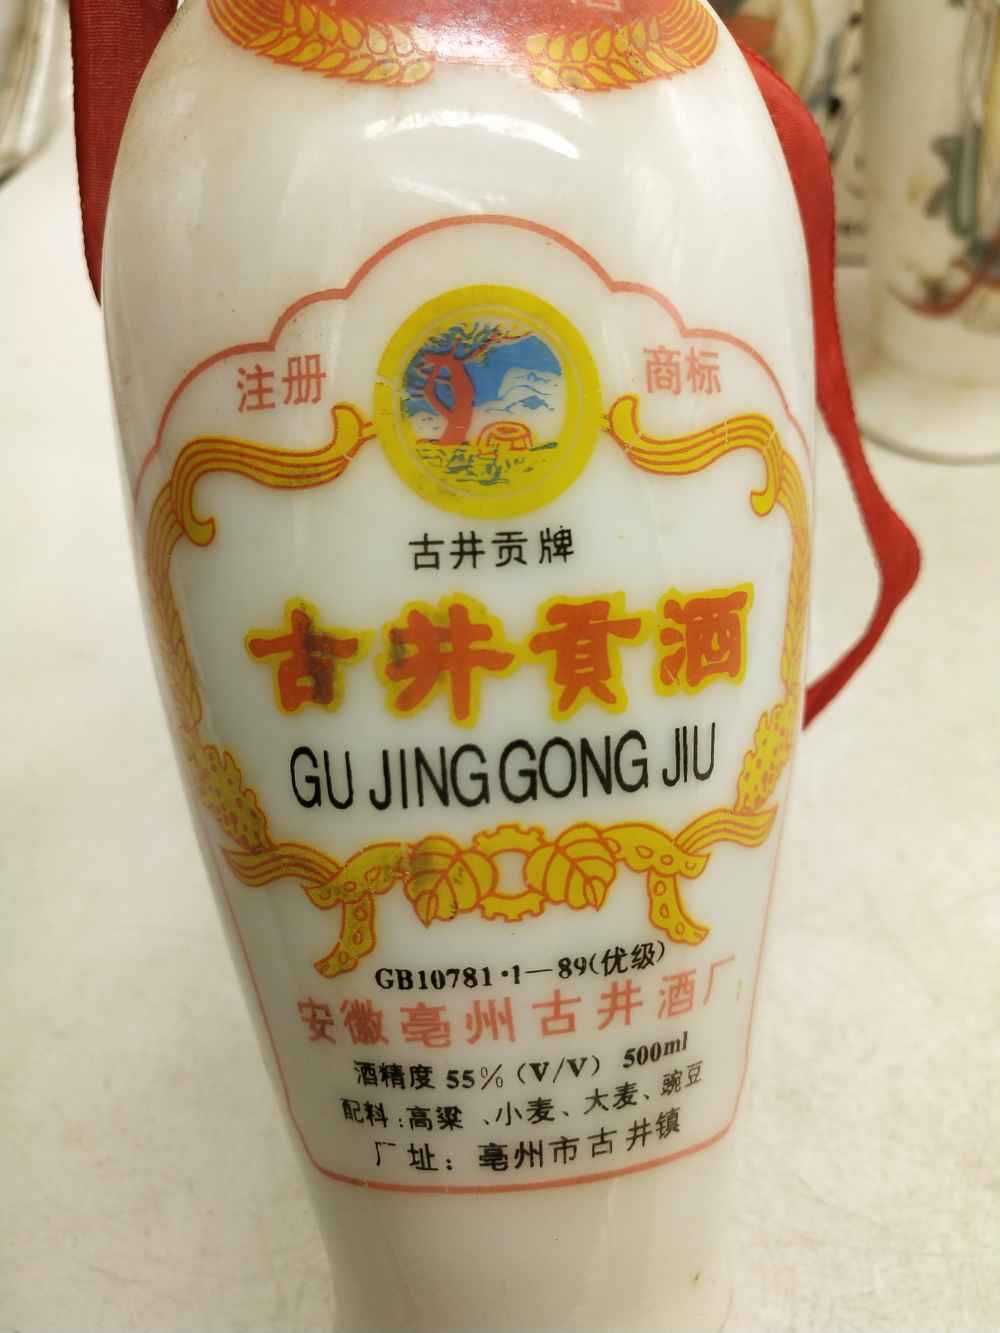 注册 商标
古井贡牌
古井贡酒
GU JING GONG JIU
GB10781·1—89(优级)
安徽亳州古井酒厂
酒精度 55%（V/V） 500ml
配料:高粱、小麦、大麦、豌豆
厂址：亳州市古井镇